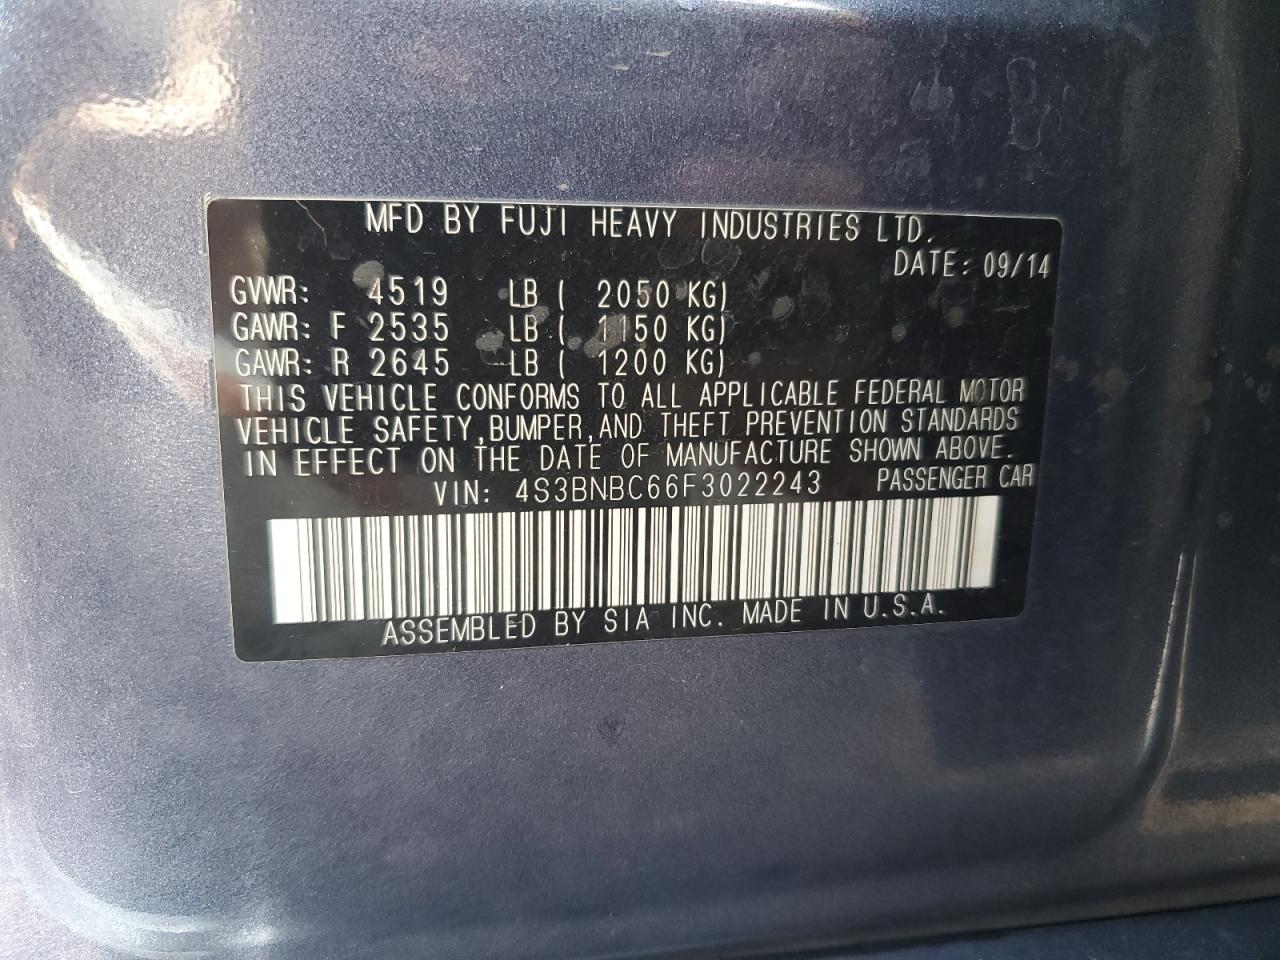 MFD BY FUJI HEAVY INDUSTRIES LTD.
DATE: 09/14
GVWR: 4519 LB ( 2050 KG)
GAWR: F 2535 LB ( 1150 KG)
GAWR: R 2645 LB ( 1200 KG)
THIS VEHICLE CONFORMS TO ALL APPLICABLE FEDERAL MOTOR
VEHICLE SAFETY,BUMPER,AND THEFT PREVENTION STANDARDS
IN EFFECT ON THE DATE OF MANUFACTURE SHOWN ABOVE.
VIN: 4S3BNBC66F3022243 PASSENGER CAR
ASSEMBLED BY SIA INC. MADE IN U.S.A.